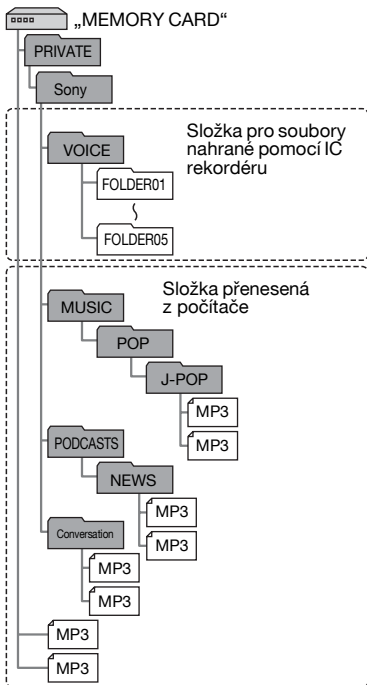 „MEMORY CARD“
PRIVATE
Sony
Složka pro soubory
nahrané pomocí IC
rekordéru
VOICE
FOLDER01
FOLDER05
Složka přenesená
z počítače
MUSIC
POP
J-POP
MP3
MP3
PODCASTS
NEWS
MP3
MP3
Conversation
MP3
MP3
MP3
MP3